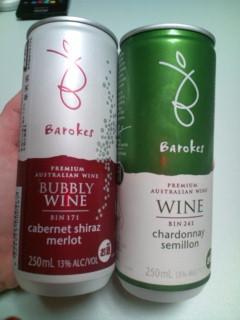 Barokes
PREMIUM
AUSTRALIAN WINE
BUBBLY
WINE
BIN 171
cabernet shiraz
merlot
250mℓ 13% ALC/VOL
Barokes
PREMIUM
AUSTRALIAN WINE
WINE
BIN 241
chardonnay
semillon
250mℓ